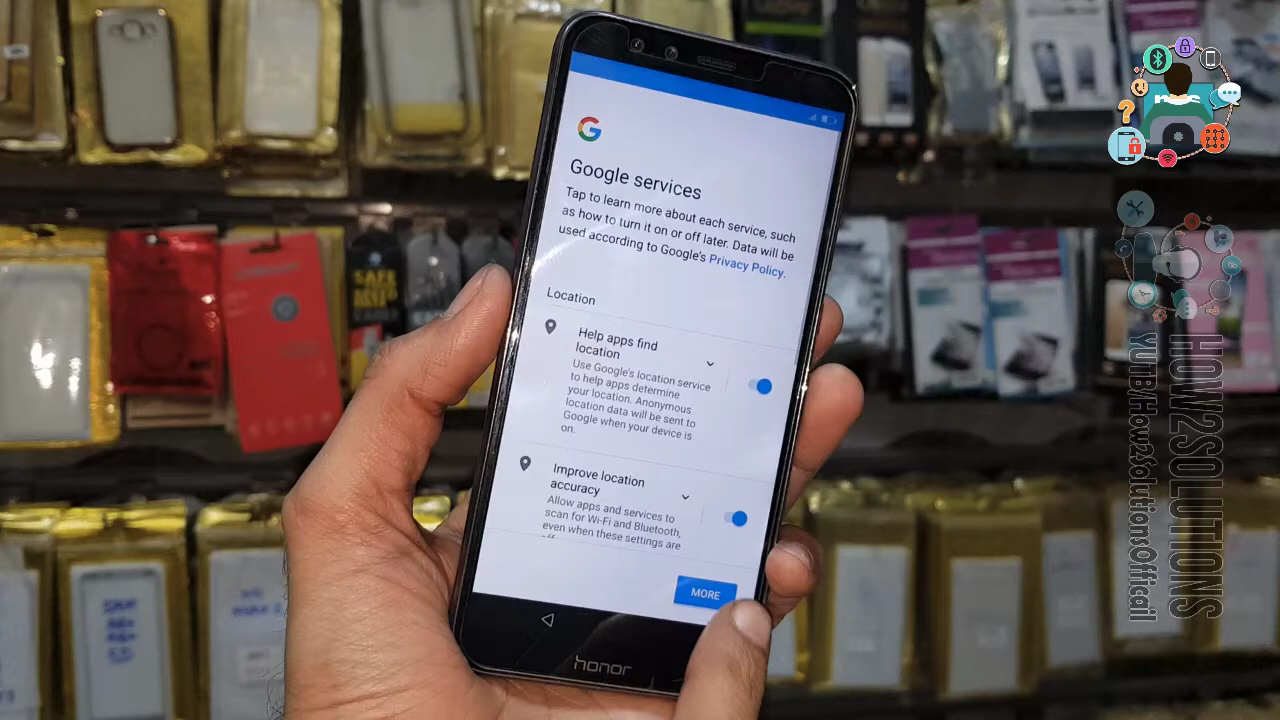 Google services
Tap to learn more about each service, such
as how to turn it on or off later. Data will be
used according to Google's Privacy Policy.
Location
Help apps find
location
Use Google's location service
to help apps determine
your location. Anonymous
location data will be sent to
Google when your device is
on.
Improve location
accuracy
Allow apps and services to
scan for Wi-Fi and Bluetooth,
even when these settings are
MORE
honor
HOW2SOLUTIONS
YUTB/How2SolutionsOfficail
SAFE